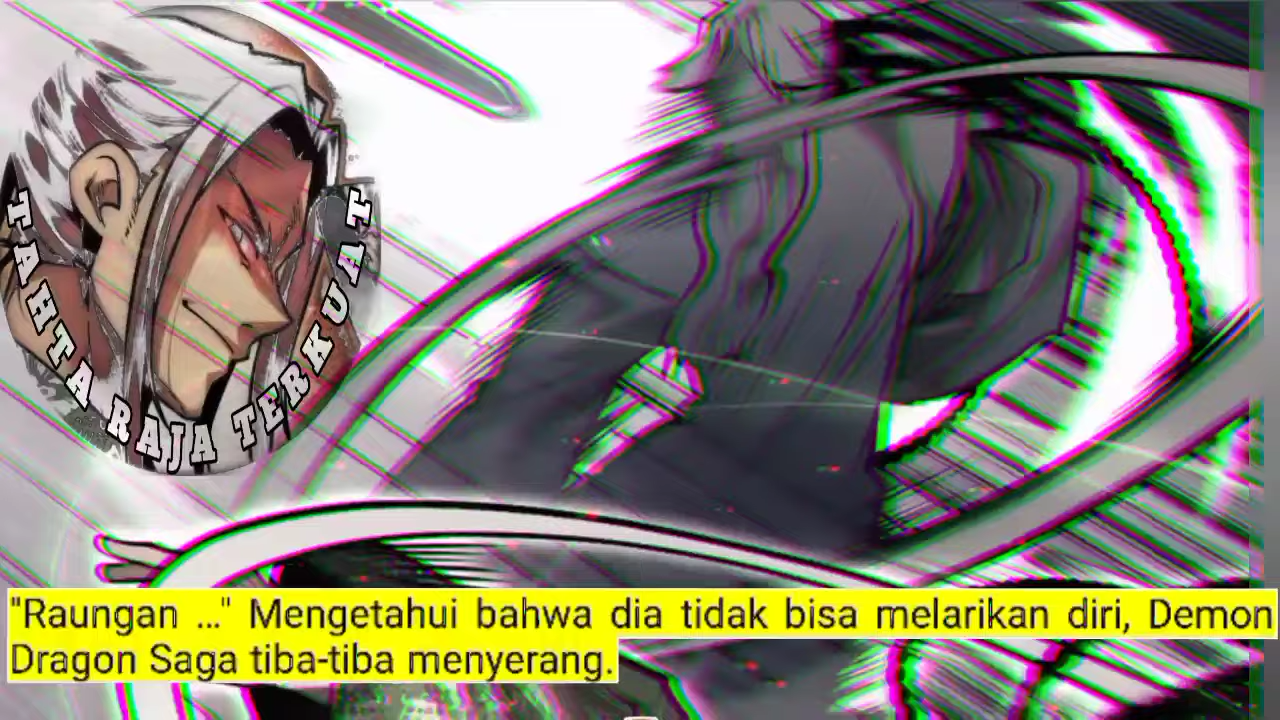 TAHTA RAJA TERKUAT
"Raungan ..." Mengetahui bahwa dia tidak bisa melarikan diri, Demon
Dragon Saga tiba-tiba menyerang.